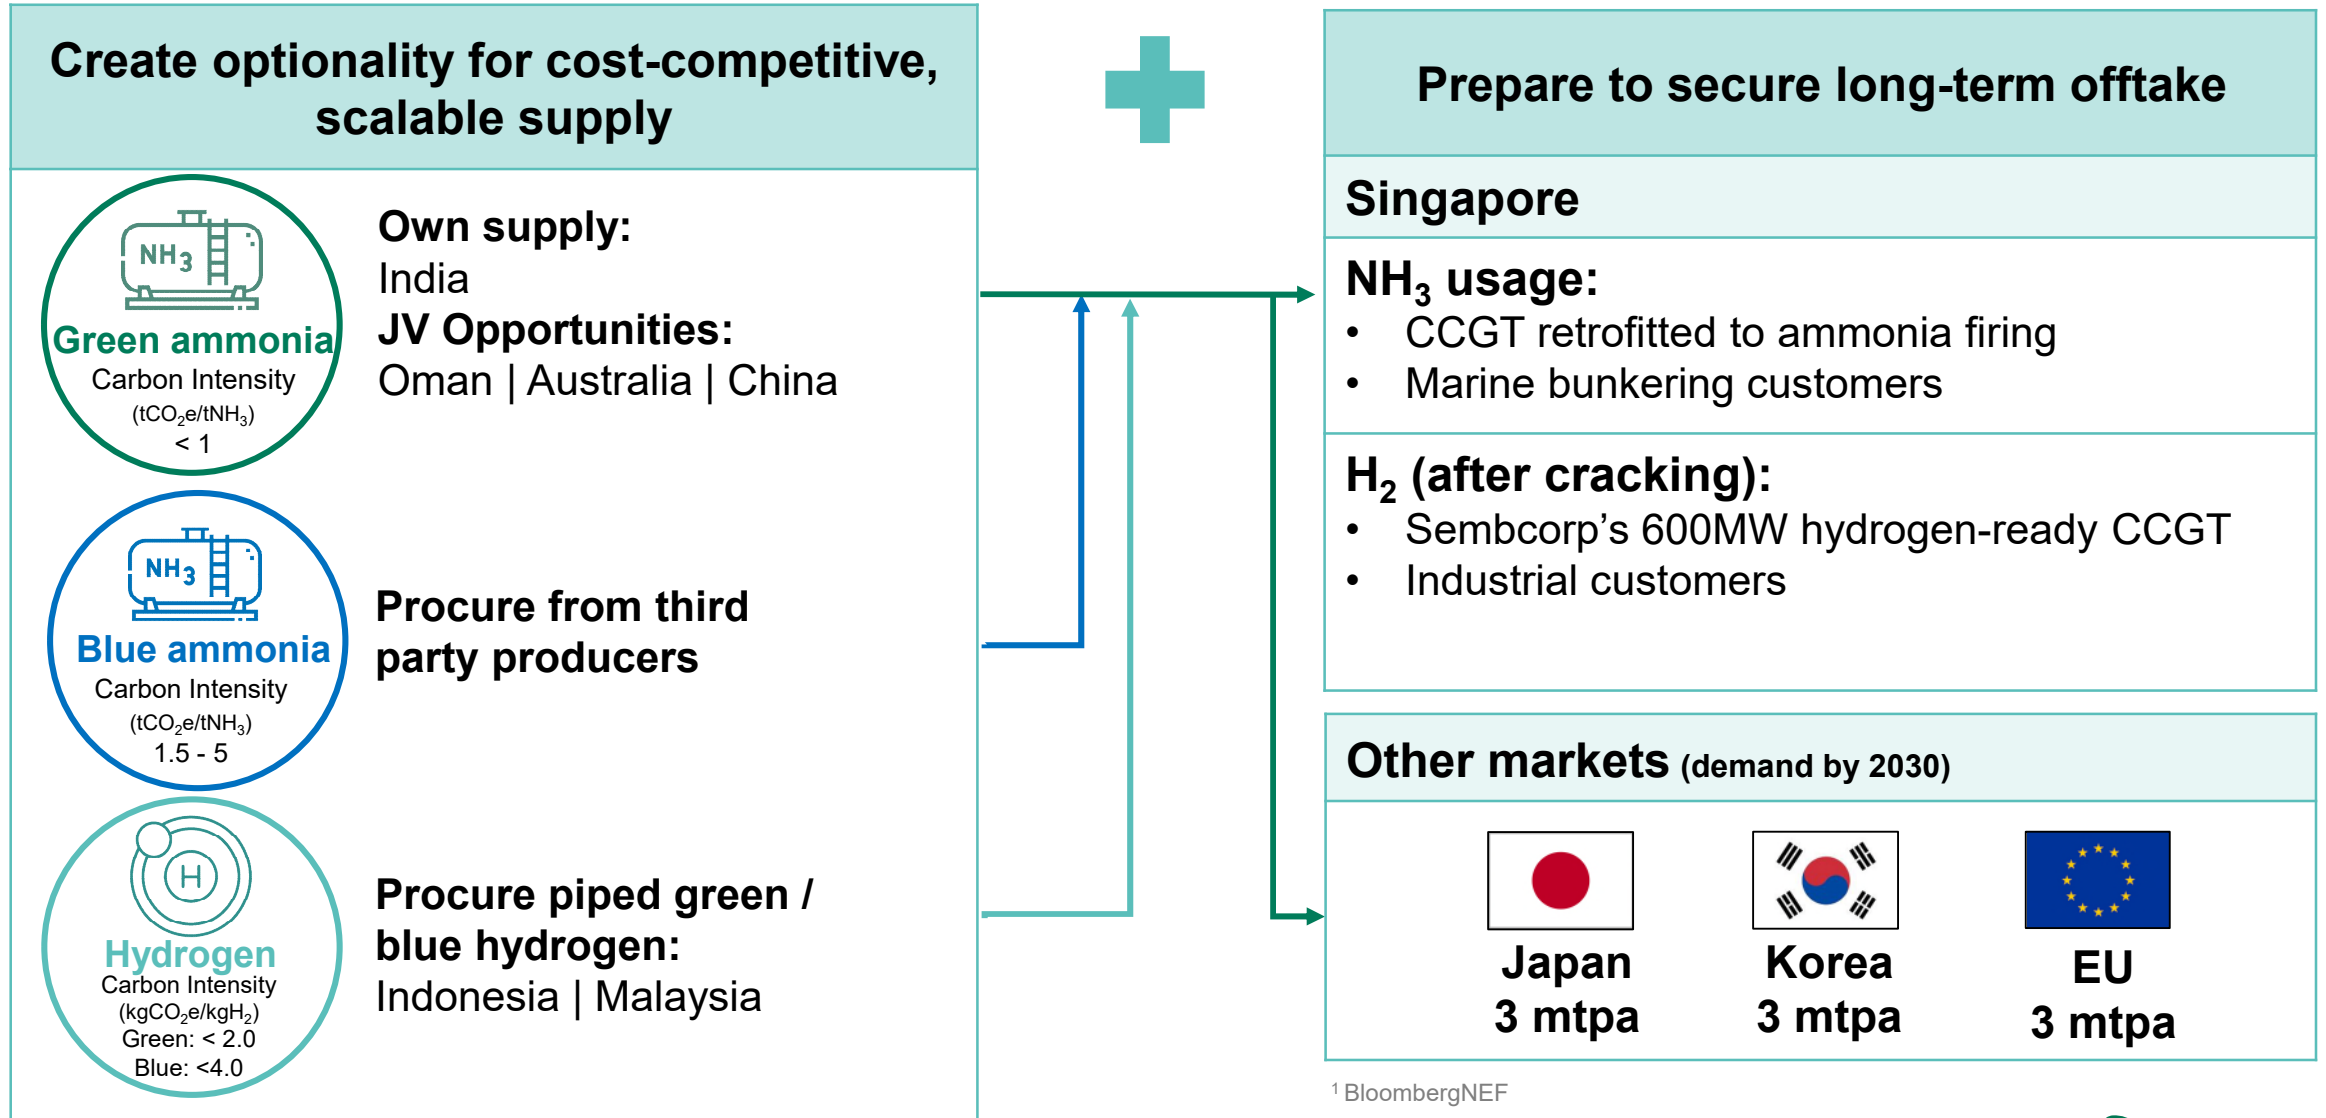 Create optionality for cost-competitive,
scalable supply
NH3
Green ammonia
Carbon Intensity
(tCO2e/tNH3)
< 1
Own supply:
India
JV Opportunities:
Oman | Australia | China
NH3
Blue ammonia
Carbon Intensity
(tCO2e/tNH3)
1.5 - 5
Procure from third
party producers
H
Hydrogen
Carbon Intensity
(kgCO2e/kgH2)
Green: < 2.0
Blue: <4.0
Procure piped green /
blue hydrogen:
Indonesia | Malaysia
Prepare to secure long-term offtake
Singapore
NH3 usage:
• CCGT retrofitted to ammonia firing
• Marine bunkering customers
H2 (after cracking):
• Sembcorp’s 600MW hydrogen-ready CCGT
• Industrial customers
Other markets (demand by 2030)
Japan
3 mtpa
Korea
3 mtpa
EU
3 mtpa
1 BloombergNEF